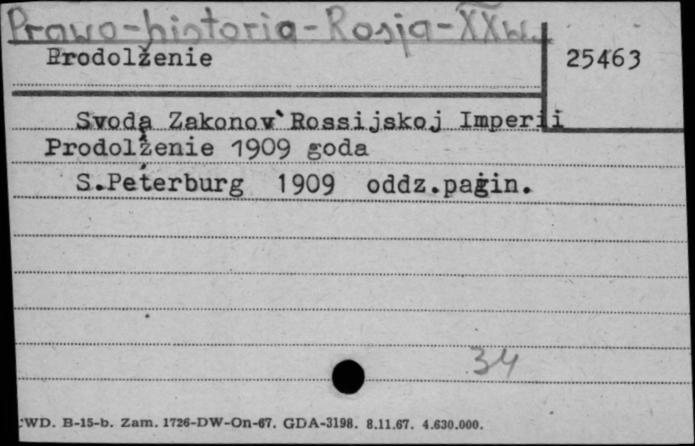 Prawo-historia-Rosja-XXw.
Prodolženie
25463
Svoda Zakonov Rossijskoj Imperii
Prodolženie 1909 goda
S.Peterburg 1909 oddz.pagin.
34
WD. B-15-b. Zam. 1726-DW-On-67. GDA-3198. 8.11.67. 4.630.000.